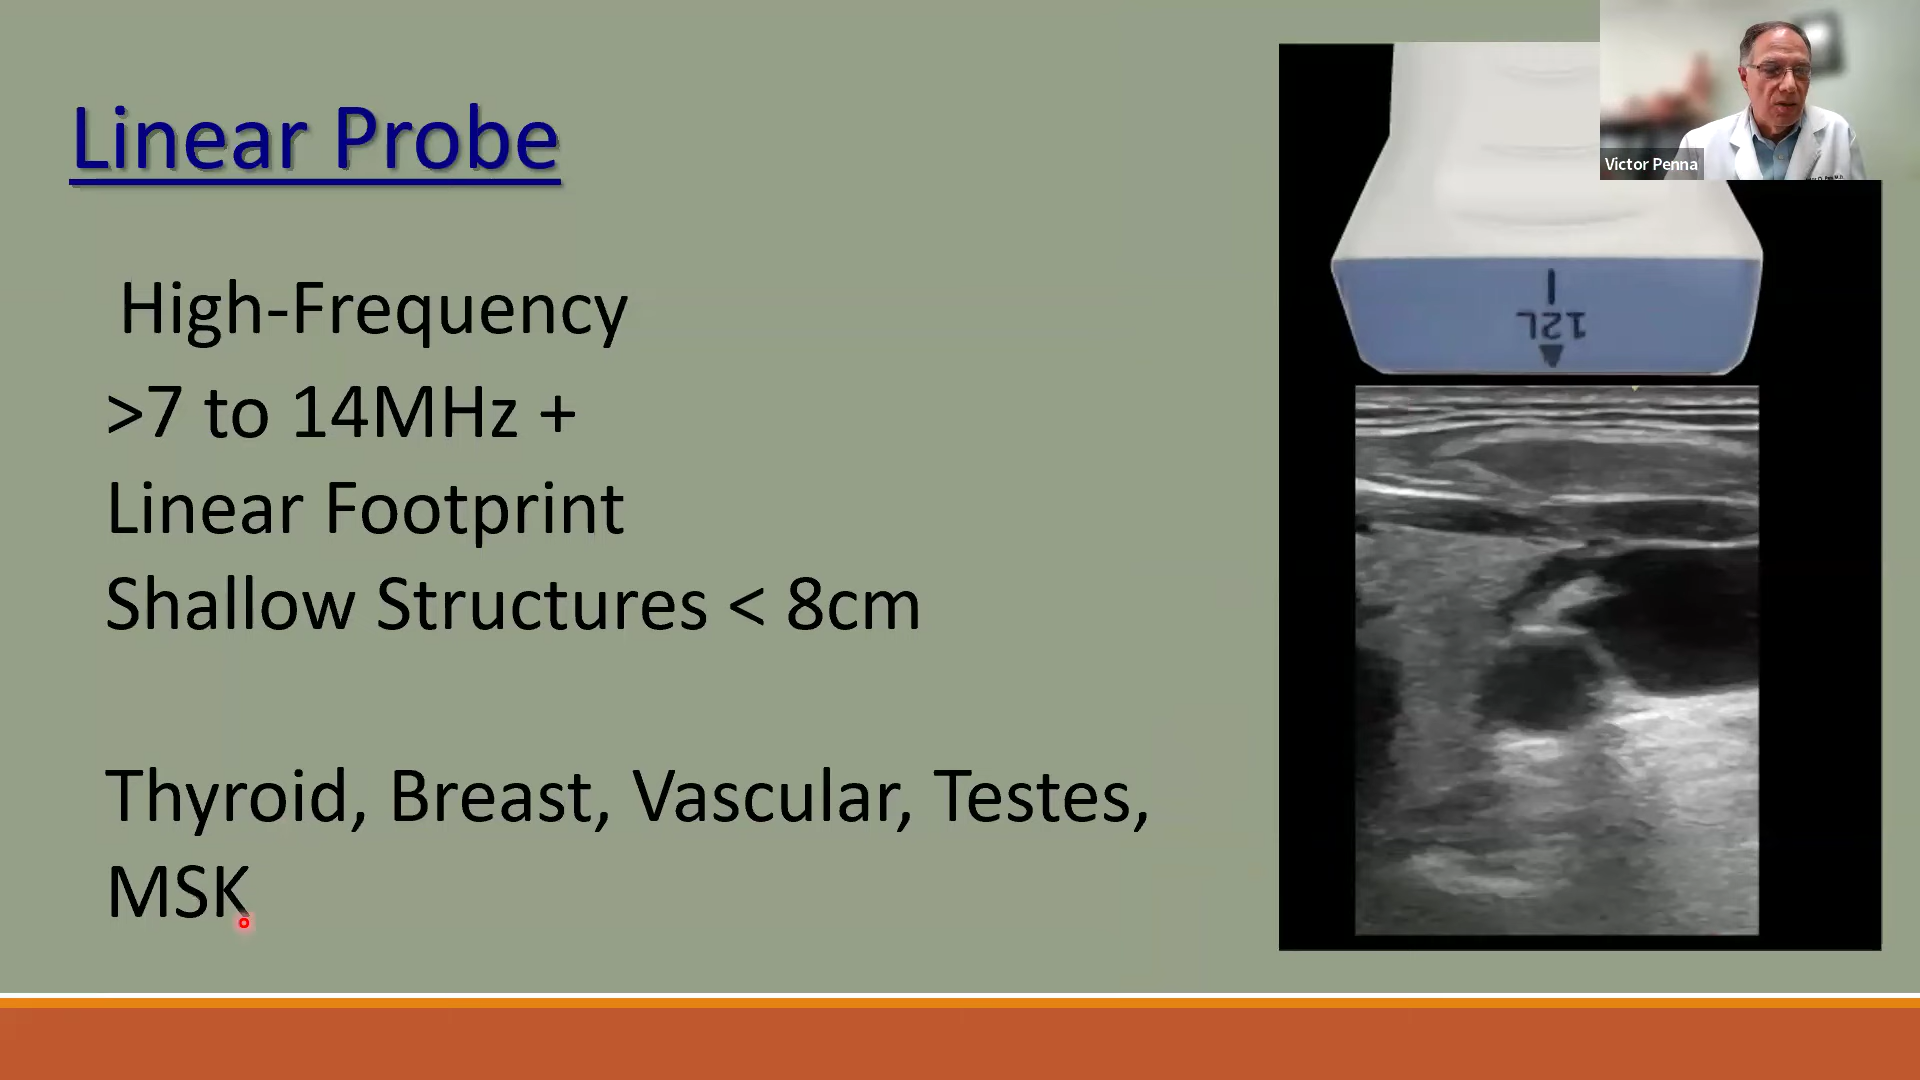 Linear Probe
High-Frequency
>7 to 14MHz +
Linear Footprint
Shallow Structures < 8cm
Thyroid, Breast, Vascular, Testes,
MSK
12L
Victor Penna